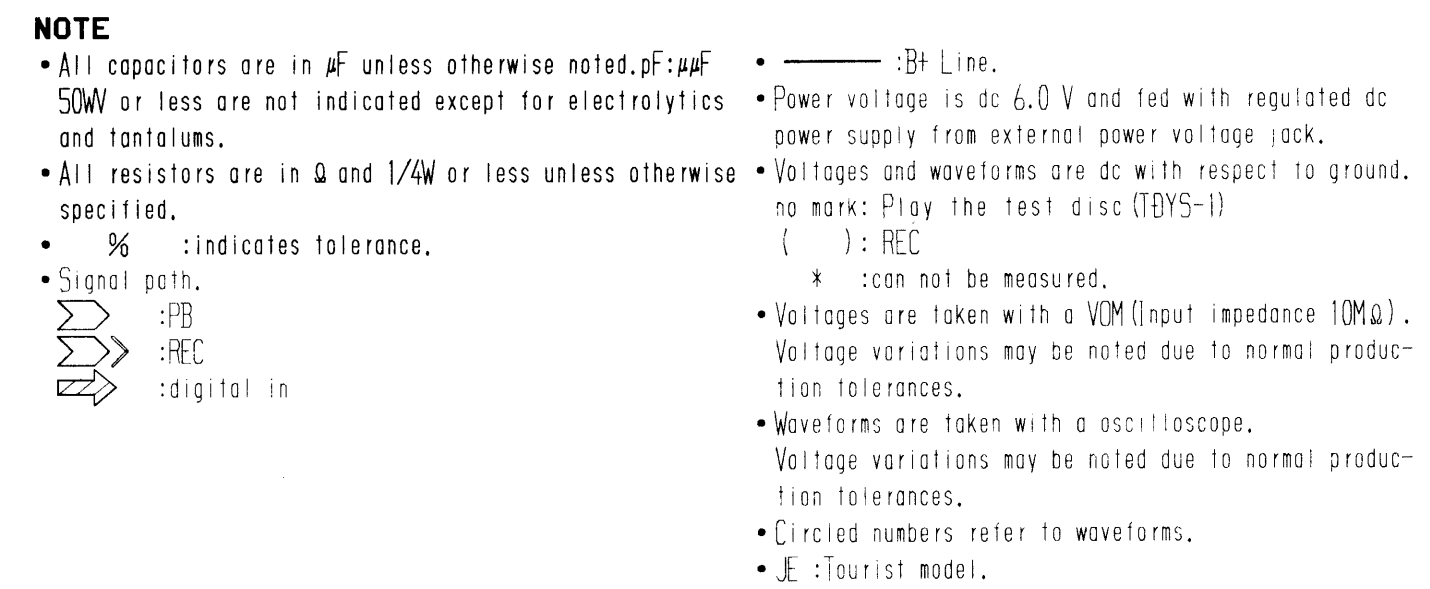 NOTE
• All capacitors are in µF unless otherwise noted. pF: µµF
50WV or less are not indicated except for electrolytics
and tantalums.
• All resistors are in Ω and 1/4W or less unless otherwise
specified.
• % : indicates tolerance.
• Signal path.
: PB
: REC
: digital in
• : B+ Line.
• Power voltage is dc 6.0 V and fed with regulated dc
power supply from external power voltage jack.
• Voltages and waveforms are dc with respect to ground.
no mark: Play the test disc (TDYS-1)
( ): REC
* : can not be measured.
• Voltages are taken with a VOM (Input impedance 10MΩ).
Voltage variations may be noted due to normal produc-
tion tolerances.
• Waveforms are taken with a oscilloscope.
Voltage variations may be noted due to normal produc-
tion tolerances.
• Circled numbers refer to waveforms.
• JE : Tourist model.